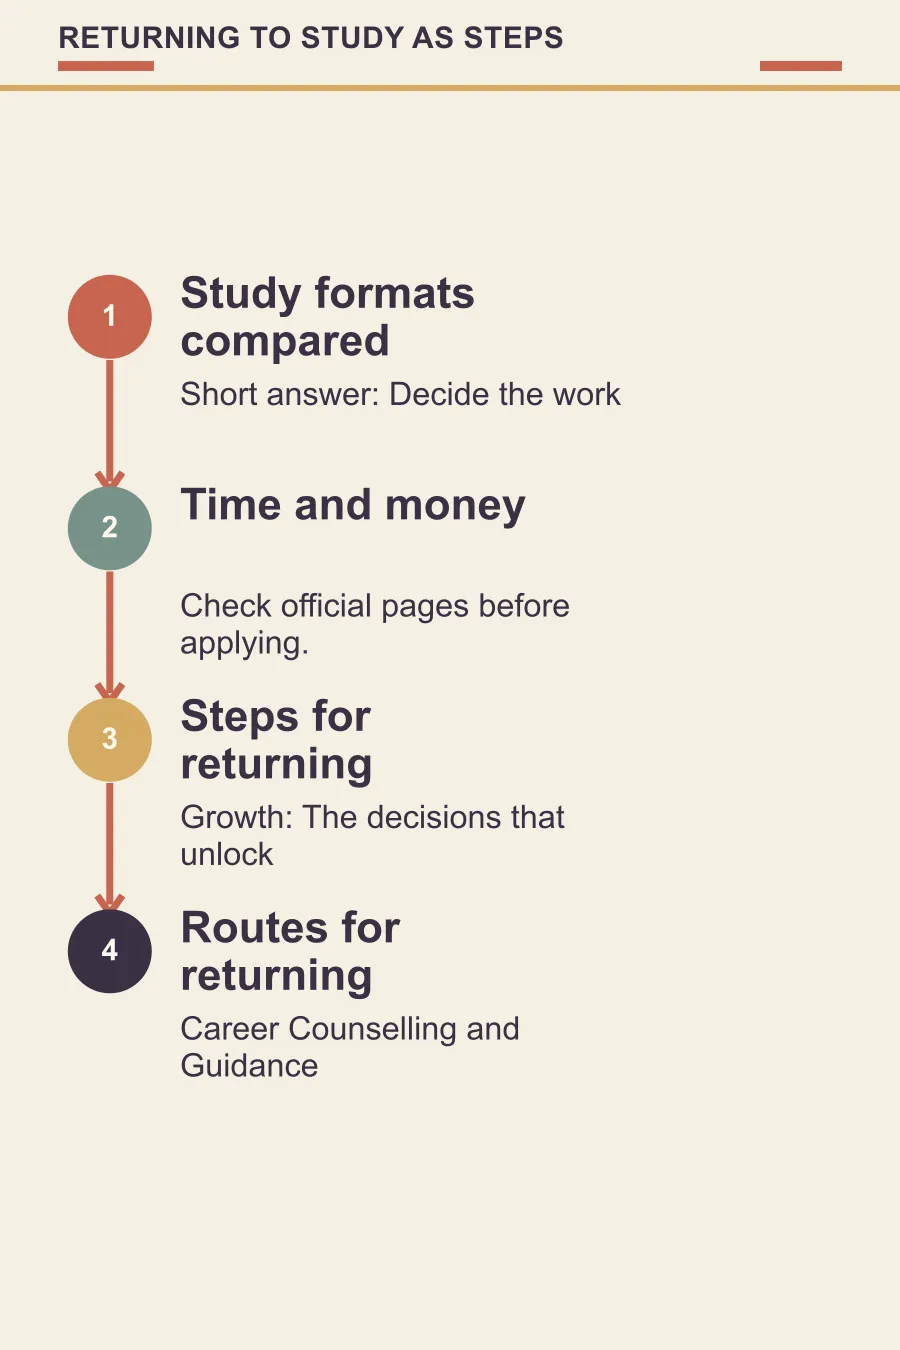 RETURNING TO STUDY AS STEPS
1
Study formats
compared
Short answer: Decide the work
2
Time and money
Check official pages before
applying.
3
Steps for
returning
Growth: The decisions that
unlock
4
Routes for
returning
Career Counselling and
Guidance